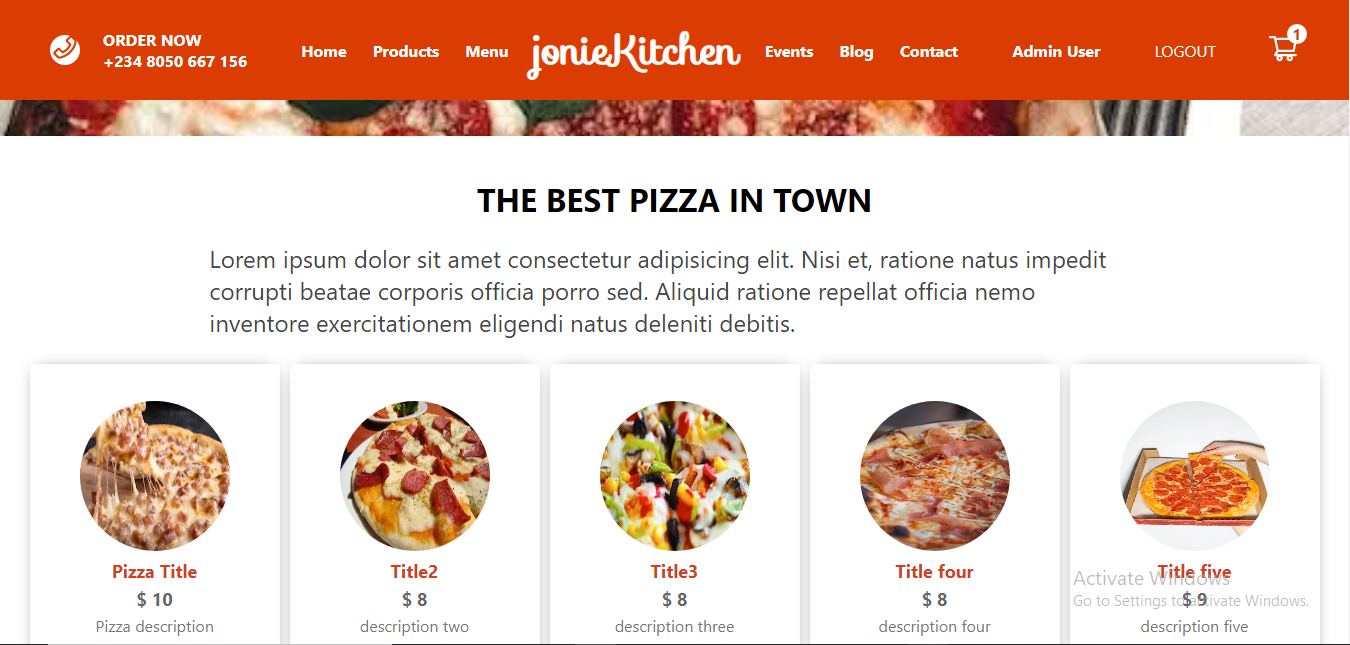 ORDER NOW
+234 8050 667 156
Home Products Menu jonieKitchen Events Blog Contact Admin User LOGOUT 1
THE BEST PIZZA IN TOWN
Lorem ipsum dolor sit amet consectetur adipisicing elit. Nisi et, ratione natus impedit
corrupti beatae corporis officia porro sed. Aliquid ratione repellat officia nemo
inventore exercitationem eligendi natus deleniti debitis.
Pizza Title
$ 10
Pizza description
Title2
$ 8
description two
Title3
$ 8
description three
Title four
$ 8
description four
Title five
$ 9
description five
Activate Windows
Go to Settings to activate Windows.